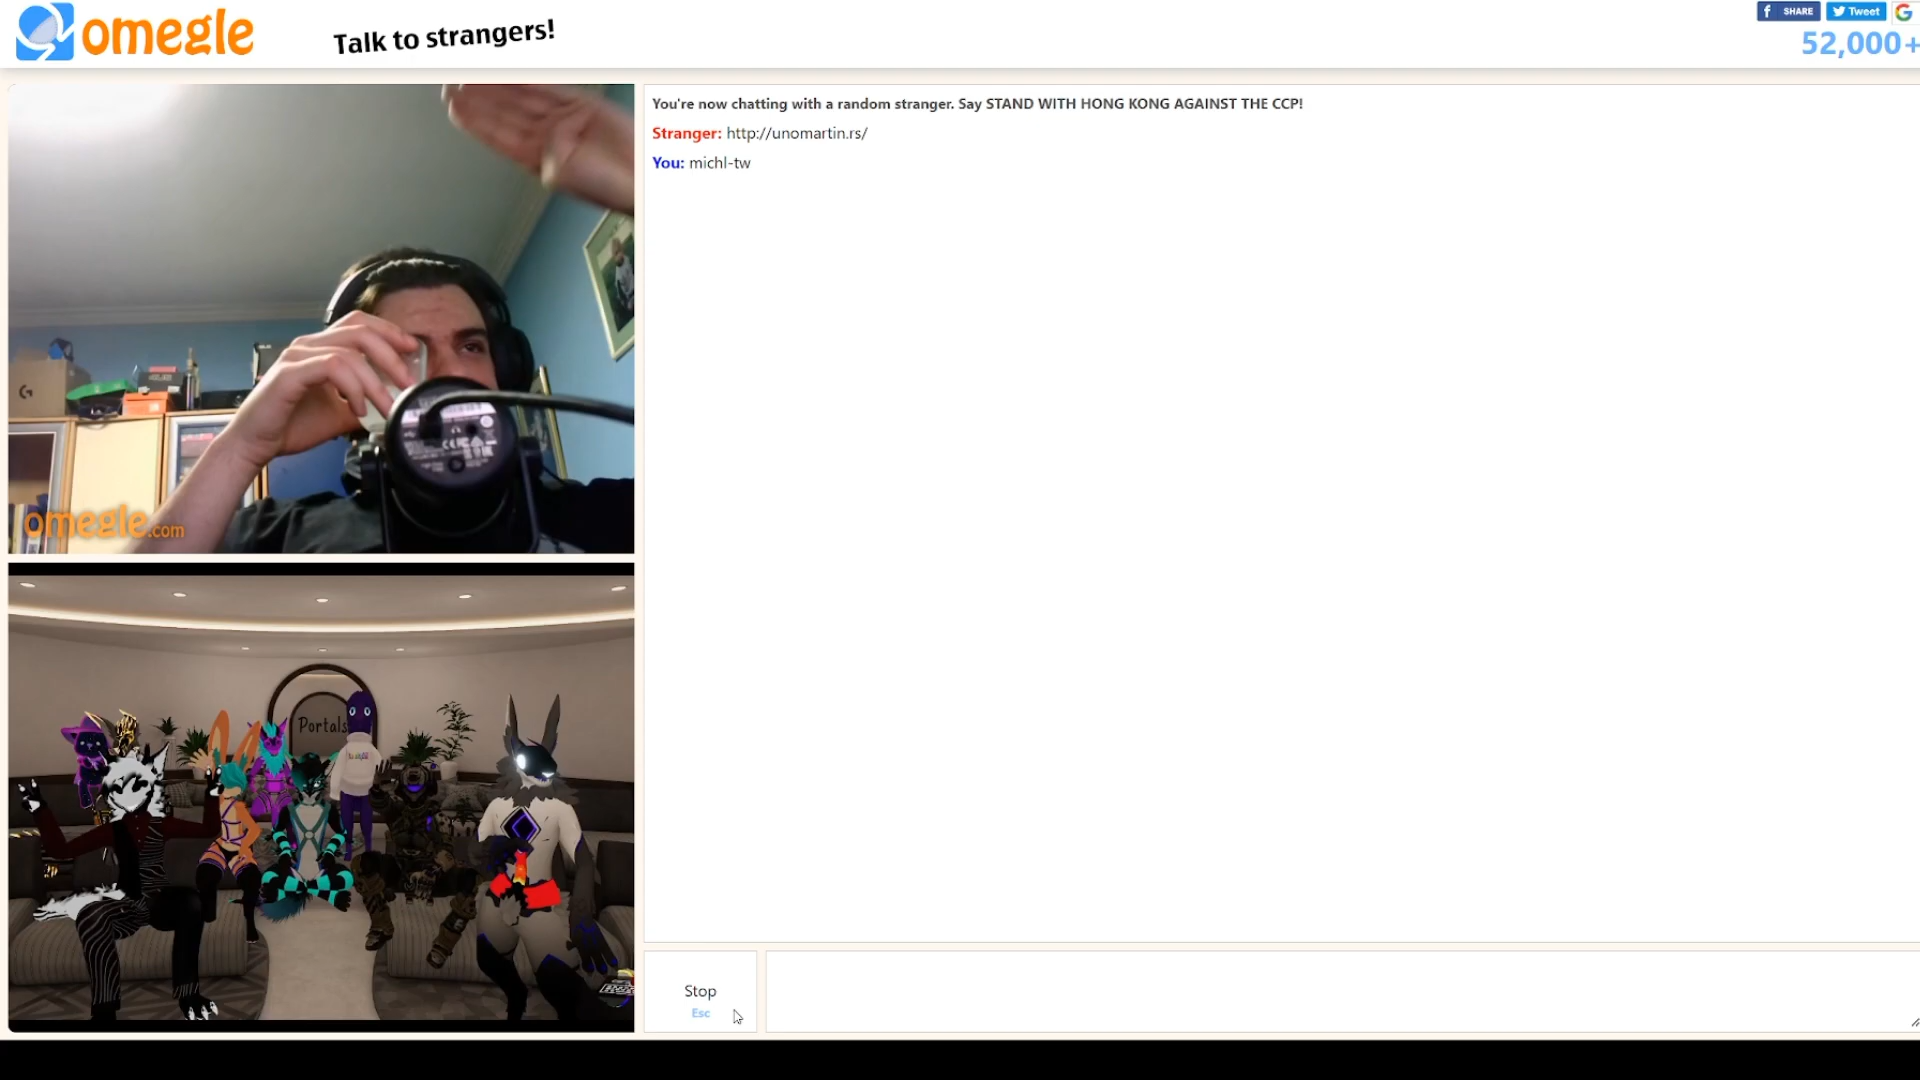 omegle
Talk to strangers!
SHARE
Tweet
52,000+
You're now chatting with a random stranger. Say STAND WITH HONG KONG AGAINST THE CCP!
Stranger: http://unomartin.rs/
You: michl-tw
omegle.com
Portals
Stop
Esc